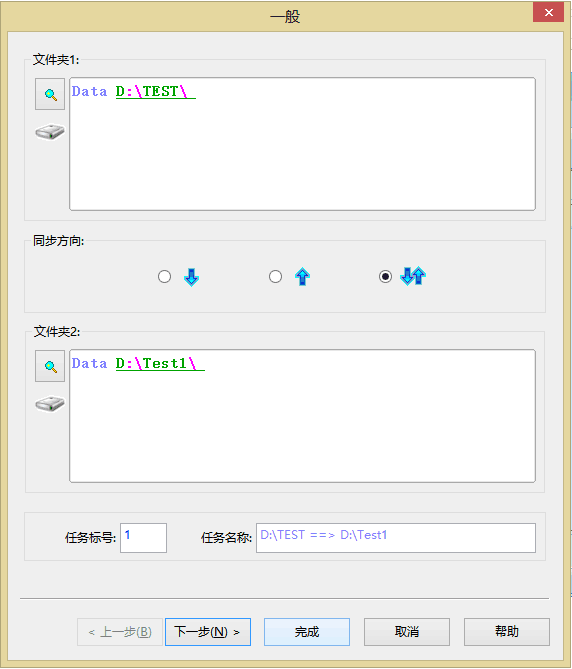 一般
文件夹1:
Data D:\TEST\
同步方向:
文件夹2:
Data D:\Test1\
任务标号: 1 任务名称: D:\TEST ==> D:\Test1
< 上一步(B) 下一步(N) > 完成 取消 帮助